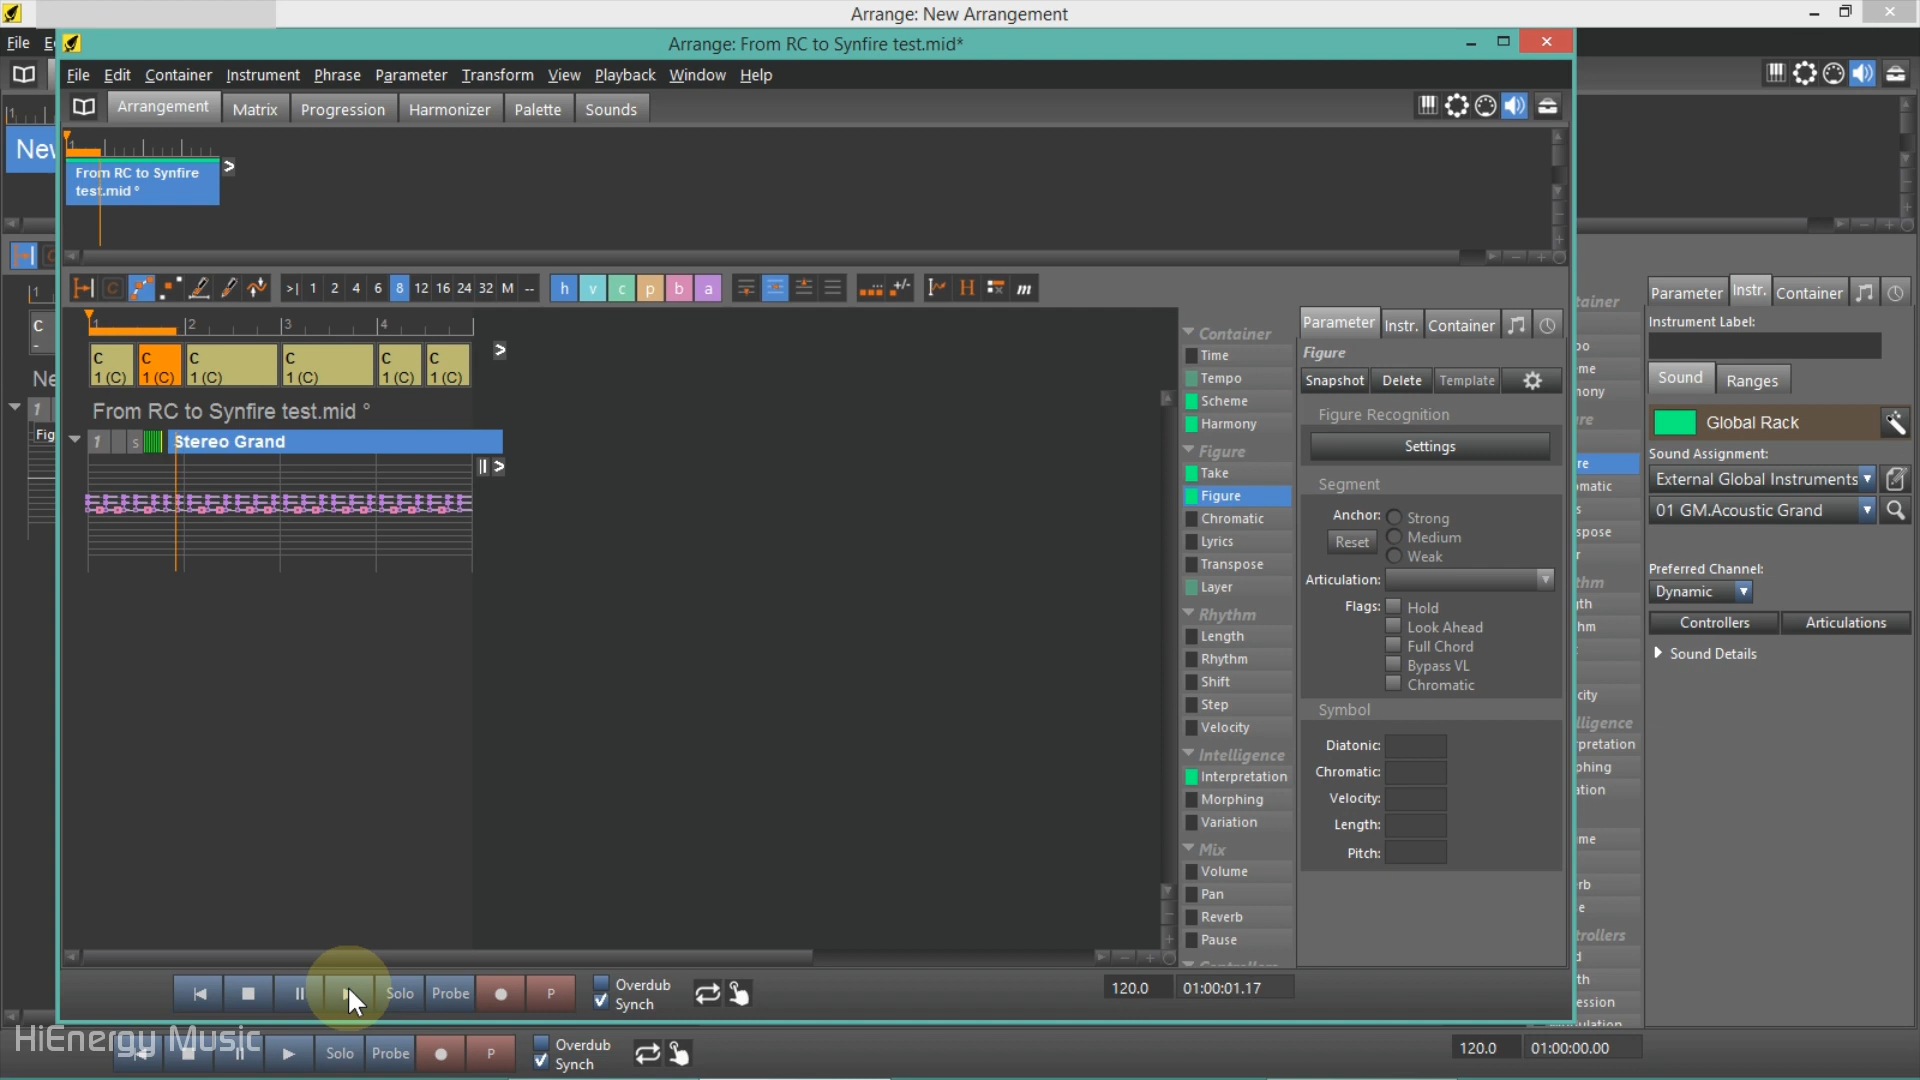 Arrange: New Arrangement
File
Arrange: From RC to Synfire test.mid*
File Edit Container Instrument Phrase Parameter Transform View Playback Window Help
Arrangement Matrix Progression Harmonizer Palette Sounds
1
1
New
From RC to Synfire
test.mid °
>
>| 1 2 4 6 8 12 16 24 32 M -- h v c p b a H m
1 2 3 4
C C C C C C
1 (C) 1 (C) 1 (C) 1 (C) 1 (C) 1 (C)
>
From RC to Synfire test.mid °
1 s Stereo Grand
>
1
C
-
1
Container
Time
Tempo
Scheme
Harmony
Figure
Take
Figure
Chromatic
Lyrics
Transpose
Layer
Rhythm
Length
Rhythm
Shift
Step
Velocity
Intelligence
Interpretation
Morphing
Variation
Mix
Volume
Pan
Reverb
Pause
Controllers
Parameter Instr. Container
Figure
Snapshot Delete Template
Figure Recognition
Settings
Segment
Anchor: Strong
Medium
Reset
Weak
Articulation:
Flags: Hold
Look Ahead
Full Chord
Bypass VL
Chromatic
Symbol
Diatonic:
Chromatic:
Velocity:
Length:
Pitch:
Parameter Instr. Container
Instrument Label:
Sound Ranges
Global Rack
Sound Assignment:
External Global Instruments
01 GM.Acoustic Grand
Preferred Channel:
Dynamic
Controllers Articulations
Sound Details
Solo Probe P
Overdub
Synch
120.0 01:00:01.17
HiEnergy Music
Solo Probe P
Overdub
Synch
120.0 01:00:00.00